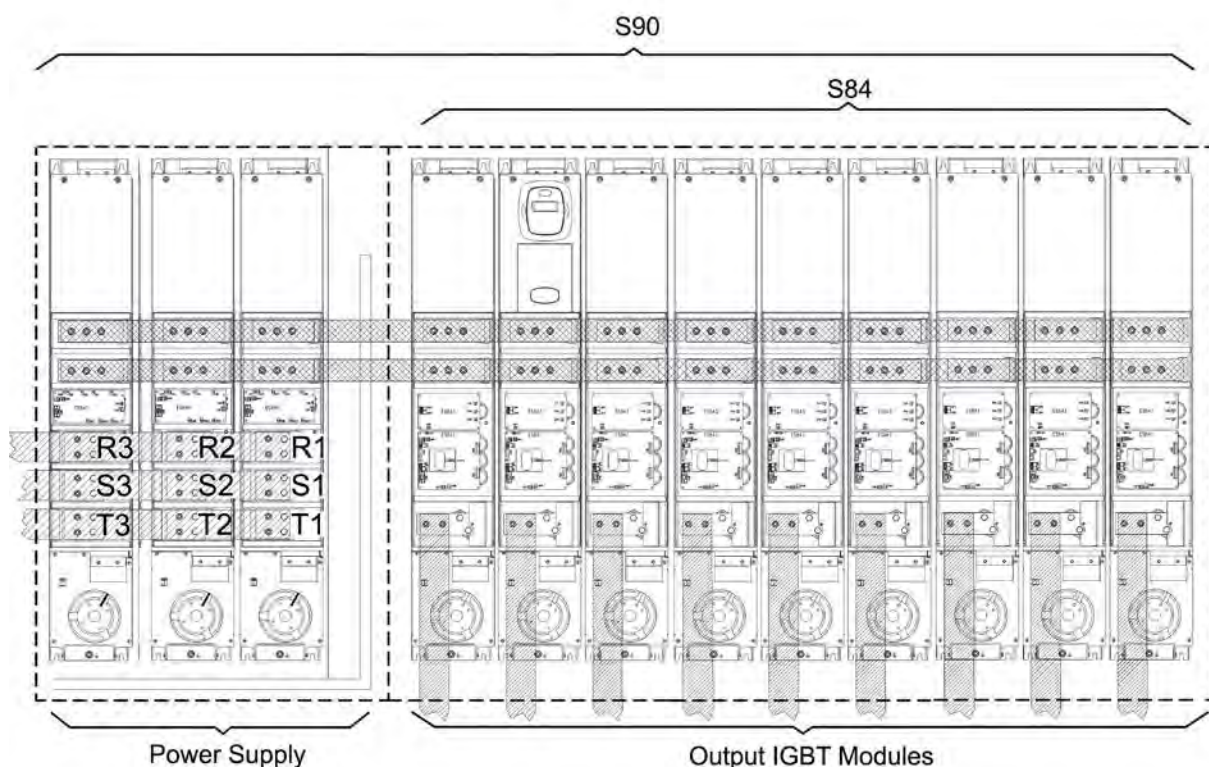 S90
S84
R3 R2 R1
S3 S2 S1
T3 T2 T1
Power Supply
Output IGBT Modules